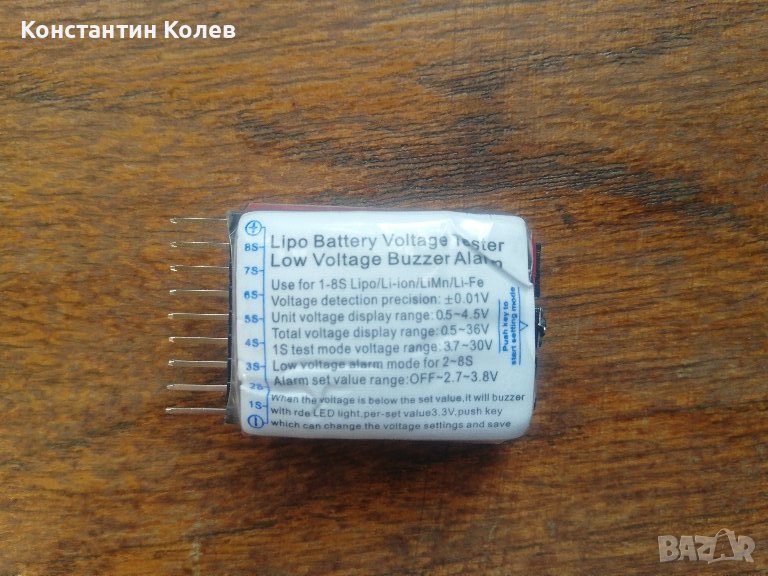 Константин Колев
Lipo Battery Voltage Tester
Low Voltage Buzzer Alarm
Use for 1-8S Lipo/Li-ion/LiMn/Li-Fe
Voltage detection precision: ±0.01V
Unit voltage display range: 0.5~4.5V
Total voltage display range: 0.5~36V
1S test mode voltage range: 3.7~30V
Low voltage alarm mode for 2~8S
Alarm set value range: OFF~2.7~3.8V
When the voltage is below the set value,it will buzzer
with rde LED light,per-set value3.3V,push key
which can change the voltage settings and save
+
8S
7S
6S
5S
4S
3S
2S
1S
-
Push key to
start setting mode
BAZAR